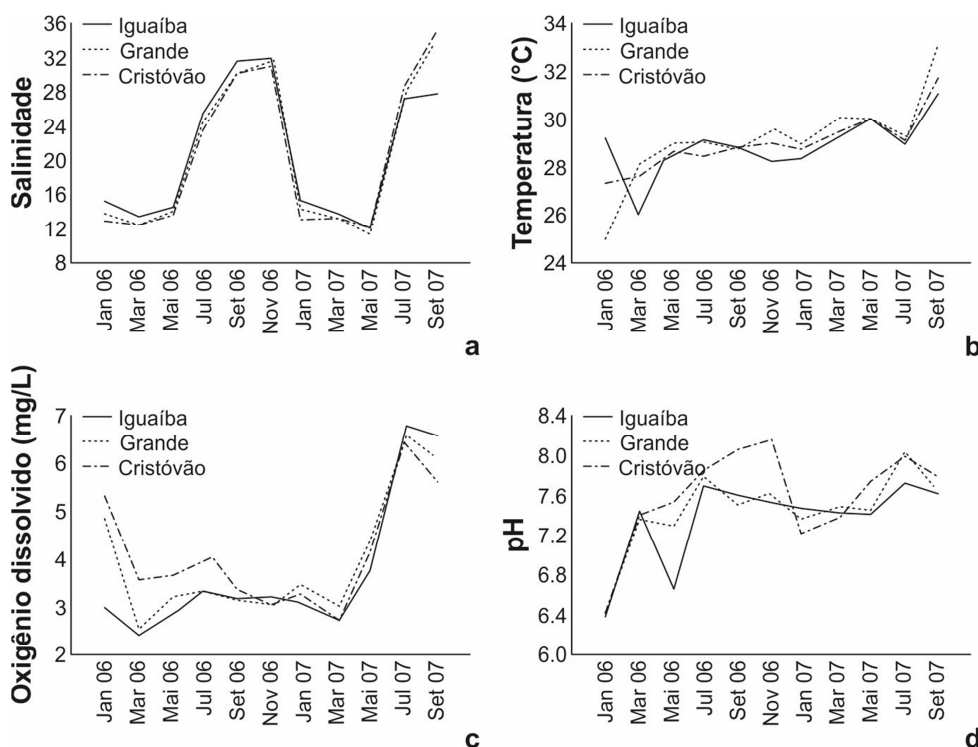 Salinidade
36
32
28
24
20
16
12
8
Iguaíba
Grande
Cristóvão
Jan 06
Mar 06
Mai 06
Jul 06
Set 06
Nov 06
Jan 07
Mar 07
Mai 07
Jul 07
Set 07
a
Temperatura (°C)
34
34
32
30
28
26
24
Iguaíba
Grande
Cristóvão
Jan 06
Mar 06
Mai 06
Jul 06
Set 06
Nov 06
Jan 07
Mar 07
Mai 07
Jul 07
Set 07
b
Oxigênio dissolvido (mg/L)
7
6
5
4
3
2
Iguaíba
Grande
Cristóvão
Jan 06
Mar 06
Mai 06
Jul 06
Set 06
Nov 06
Jan 07
Mar 07
Mai 07
Jul 07
Set 07
c
pH
8.4
8.0
7.6
7.2
6.8
6.4
6.0
Iguaíba
Grande
Cristóvão
Jan 06
Mar 06
Mai 06
Jul 06
Set 06
Nov 06
Jan 07
Mar 07
Mai 07
Jul 07
Set 07
d